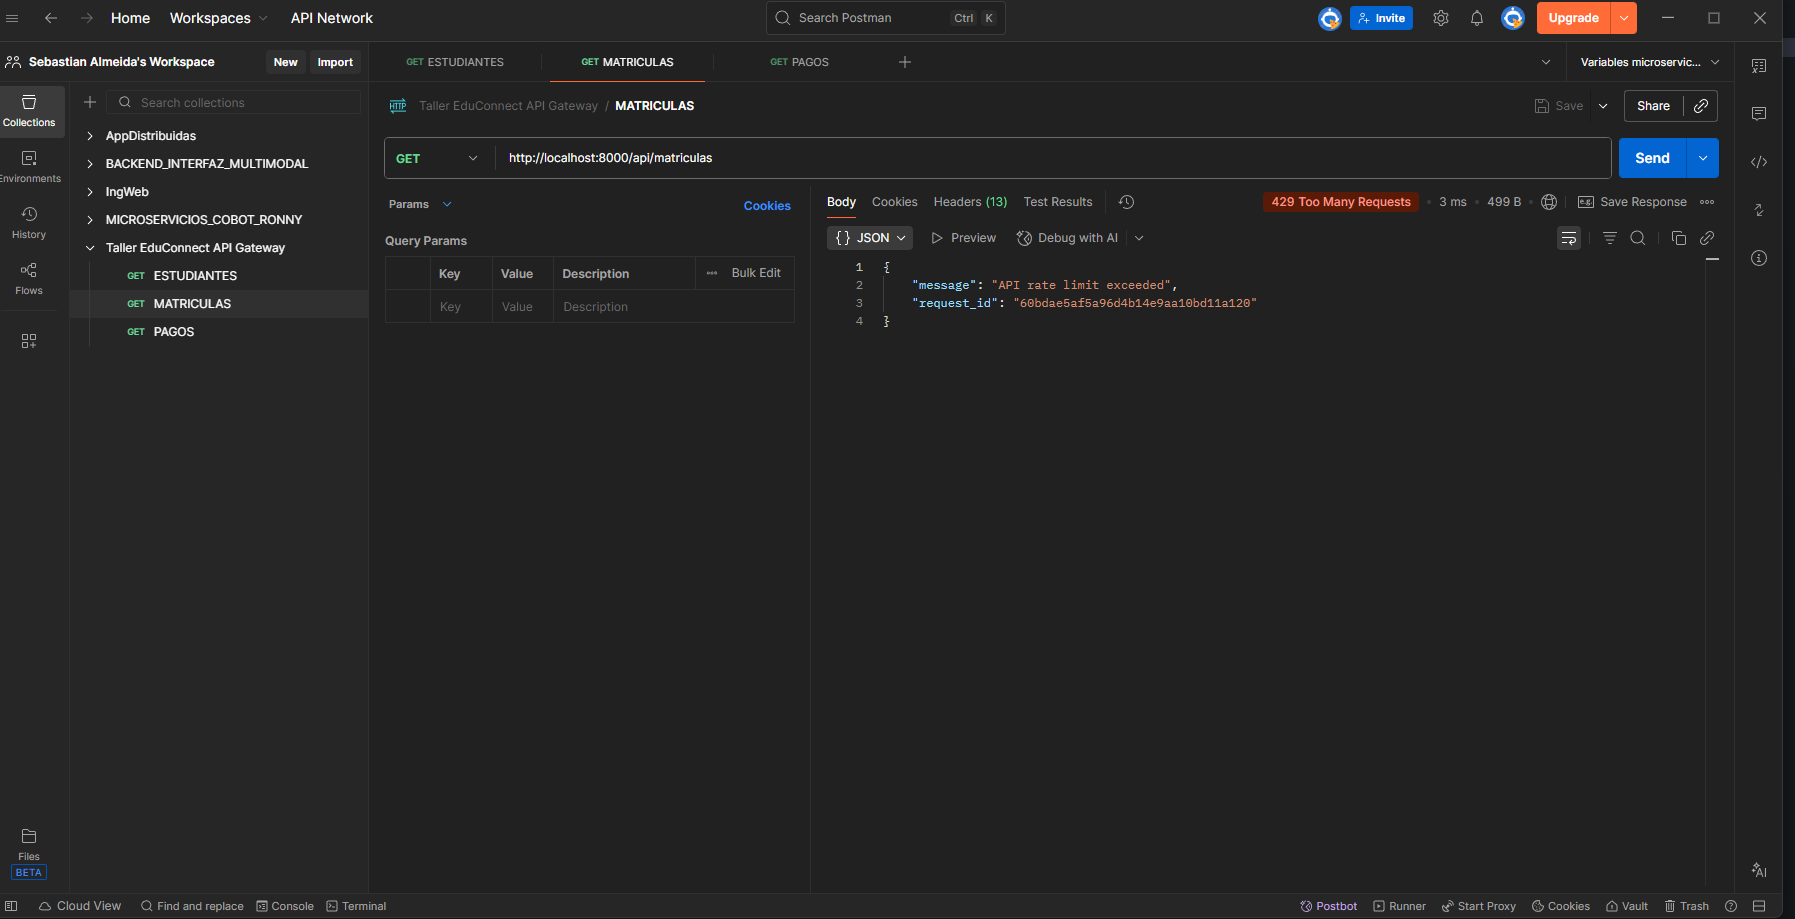 Home Workspaces API Network Search Postman Ctrl K Invite Upgrade
Sebastian Almeida's Workspace New Import
GET ESTUDIANTES GET MATRICULAS GET PAGOS Variables microservic...
Collections
Environments
History
Flows
Files
BETA
Search collections
AppDistribuidas
BACKEND_INTERFAZ_MULTIMODAL
IngWeb
MICROSERVICIOS_COBOT_RONNY
Taller EduConnect API Gateway
GET ESTUDIANTES
GET MATRICULAS
GET PAGOS
HTTP Taller EduConnect API Gateway / MATRICULAS Save Share
GET http://localhost:8000/api/matriculas Send
Params Cookies
Query Params
Key Value Description Bulk Edit
Key Value Description
Body Cookies Headers (13) Test Results 429 Too Many Requests • 3 ms • 499 B • e.g. Save Response
{} JSON Preview Debug with AI
1 {
2 "message": "API rate limit exceeded",
3 "request_id": "60bdae5af5a96d4b14e9aa10bd11a120"
4 }
AI
Cloud View Find and replace Console Terminal Postbot Runner Start Proxy Cookies Vault Trash